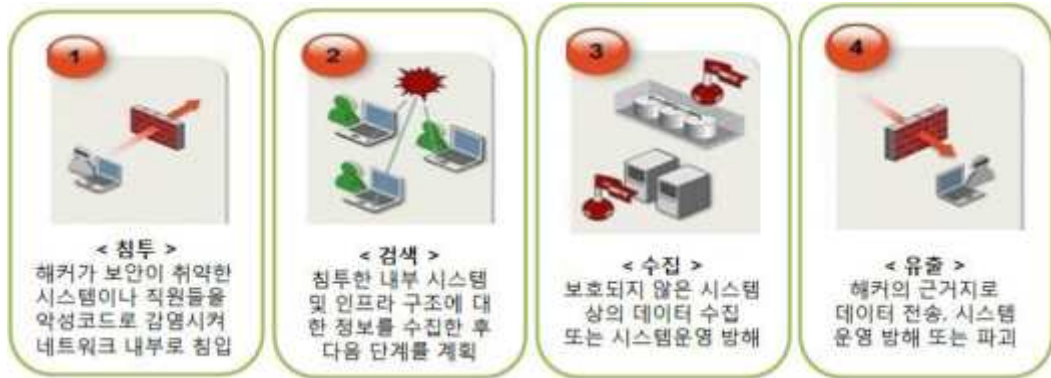 1
< 침투 >
해커가 보안이 취약한
시스템이나 직원들을
악성코드로 감염시켜
네트워크 내부로 침입
2
< 검색 >
침투한 내부 시스템
및 인프라 구조에 대
한 정보를 수집한 후
다음 단계를 계획
3
< 수집 >
보호되지 않은 시스템
상의 데이터 수집
또는 시스템운영 방해
4
< 유출 >
해커의 근거지로
데이터 전송, 시스템
운영 방해 또는 파괴